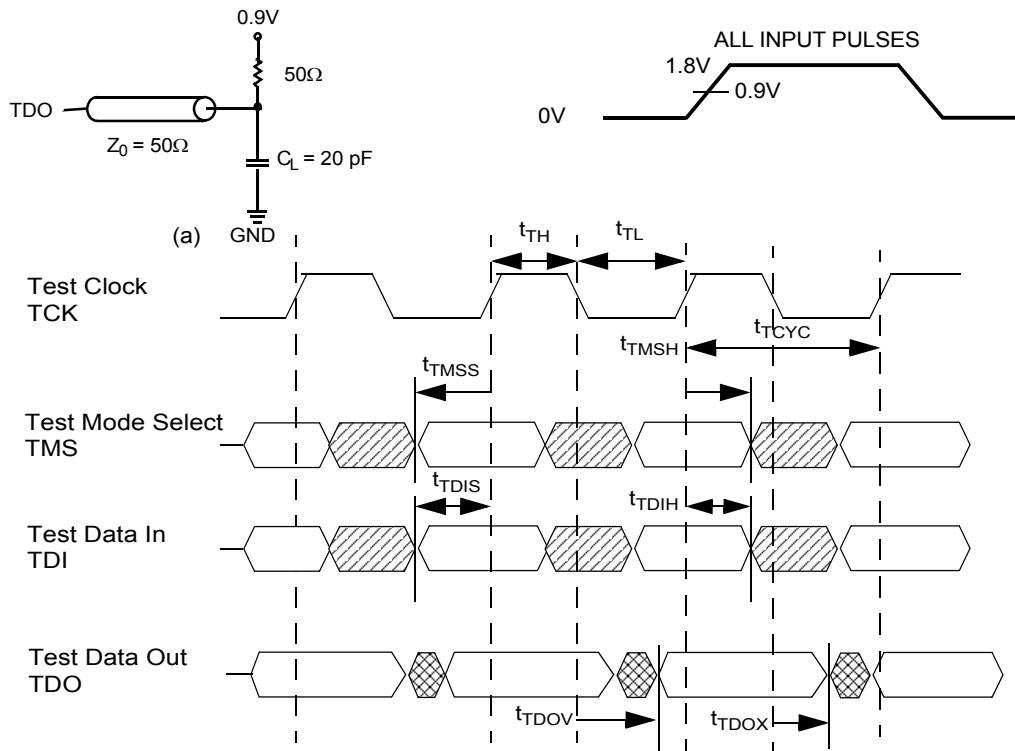 0.9V
ALL INPUT PULSES
50Ω
1.8V
0.9V
TDO
0V
Z0 = 50Ω
CL = 20 pF
(a)
GND
tTH
tTL
Test Clock
TCK
tTMSH
tTCYC
tTMSS
Test Mode Select
TMS
tTDIS
tTDIH
Test Data In
TDI
Test Data Out
TDO
tTDOV
tTDOX